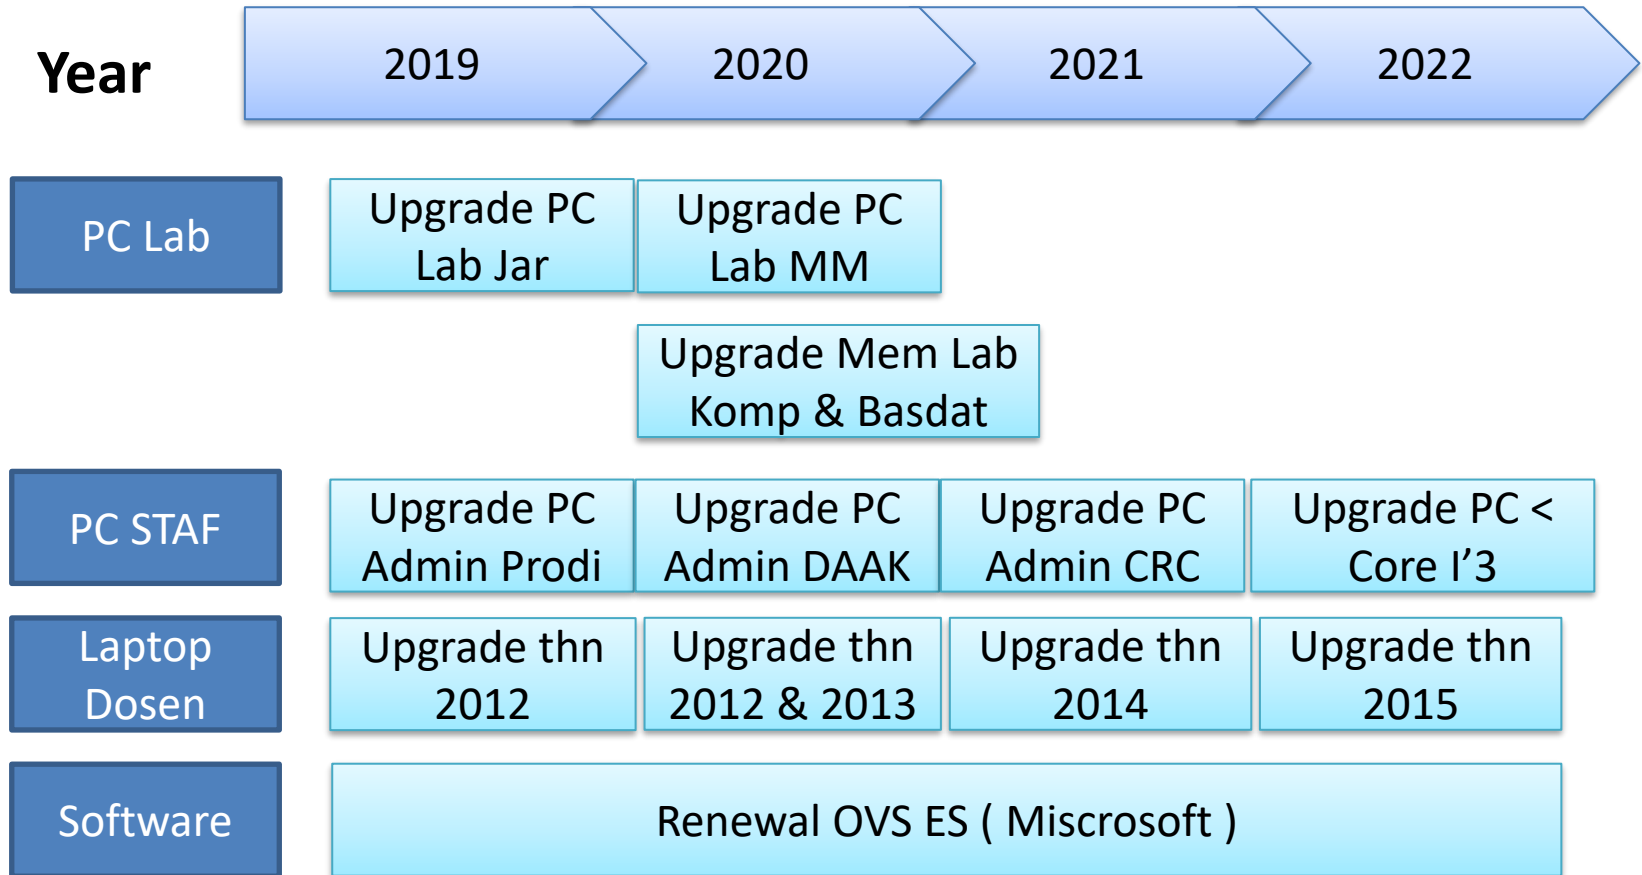 Year
2019
2020
2021
2022
PC Lab
Upgrade PC
Lab Jar
Upgrade PC
Lab MM
Upgrade Mem Lab
Komp & Basdat
PC STAF
Upgrade PC
Admin Prodi
Upgrade PC
Admin DAAK
Upgrade PC
Admin CRC
Upgrade PC <
Core I’3
Laptop
Dosen
Upgrade thn
2012
Upgrade thn
2012 & 2013
Upgrade thn
2014
Upgrade thn
2015
Software
Renewal OVS ES ( Miscrosoft )